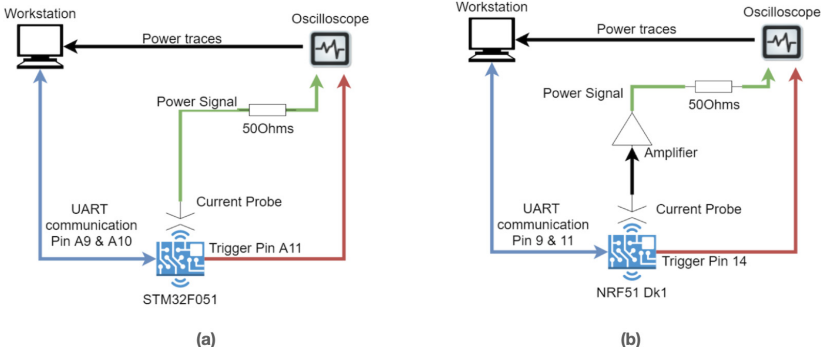 Workstation
Oscilloscope
Power traces
Power Signal
50Ohms
Current Probe
UART
communication
Pin A9 & A10
Trigger Pin A11
STM32F051
(a)
Workstation
Oscilloscope
Power traces
Power Signal
50Ohms
Amplifier
Current Probe
UART
communication
Pin 9 & 11
Trigger Pin 14
NRF51 Dk1
(b)